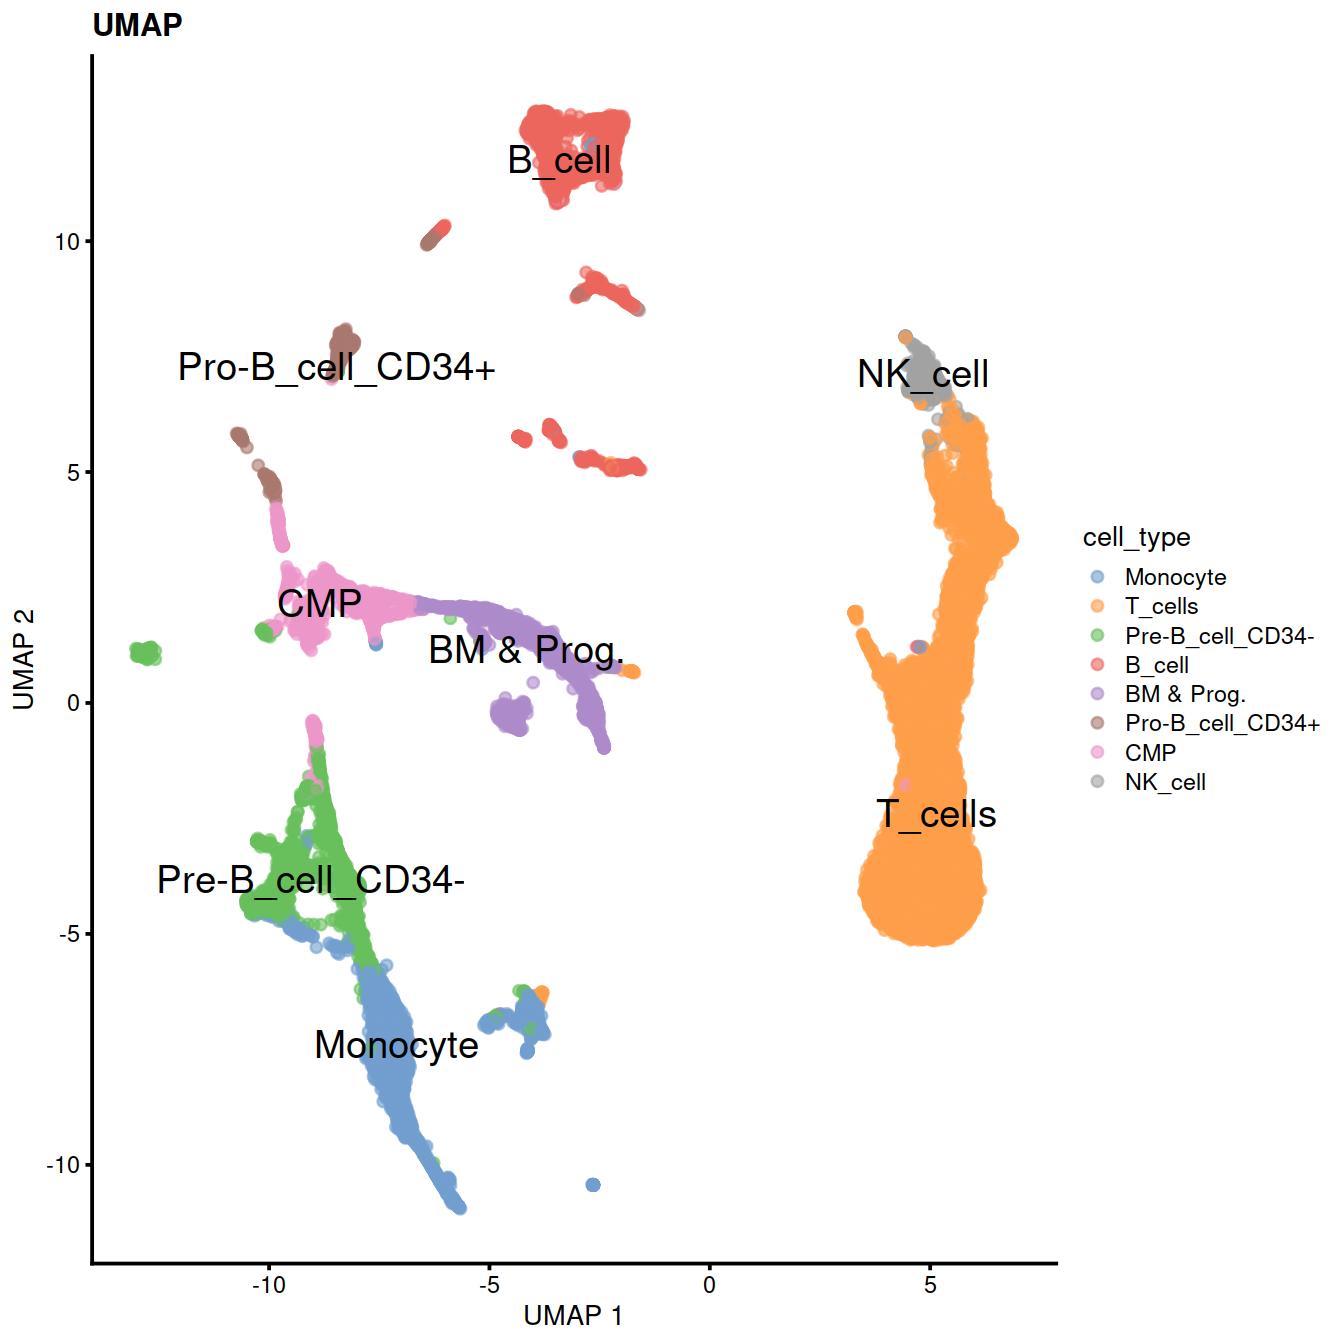 UMAP
B_cell
10
Pro-B_cell_CD34+
NK_cell
5
cell_type
Monocyte
T_cells
Pre-B_cell_CD34-
B_cell
BM & Prog.
Pro-B_cell_CD34+
CMP
NK_cell
CMP
BM & Prog.
UMAP 2
0
T_cells
Pre-B_cell_CD34-
-5
Monocyte
-10
-10 -5 0 5
UMAP 1